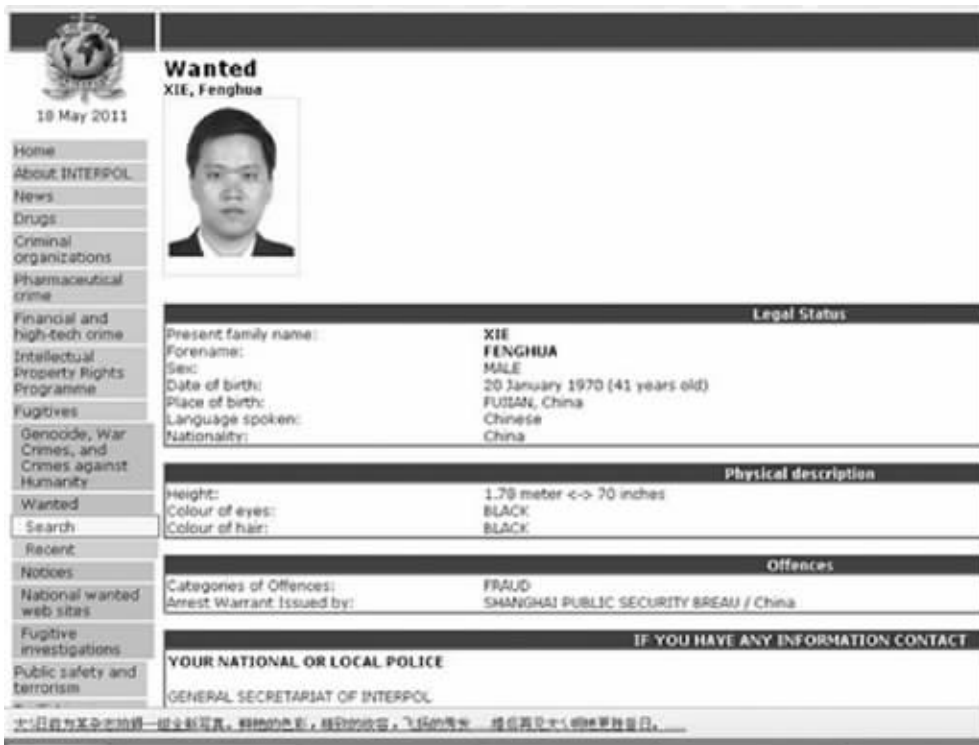 18 May 2011
Home
About INTERPOL
News
Drugs
Criminal
organizations
Pharmaceutical
crime
Financial and
high-tech crime
Intellectual
Property Rights
Programme
Fugitives
Genocide, War
Crimes, and
Crimes against
Humanity
Wanted
Search
Recent
Notices
National wanted
web sites
Fugitive
investigations
Public safety and
terrorism
Wanted
XIE, Fenghua
Legal Status
Present family name: XIE
Forename: FENGHUA
Sex: MALE
Date of birth: 20 January 1970 (41 years old)
Place of birth: FUJIAN, China
Language spoken: Chinese
Nationality: China
Physical description
Height: 1.78 meter <-> 70 inches
Colour of eyes: BLACK
Colour of hair: BLACK
Offences
Categories of Offences: FRAUD
Arrest Warrant Issued by: SHANGHAI PUBLIC SECURITY BREAU / China
IF YOU HAVE ANY INFORMATION CONTACT
YOUR NATIONAL OR LOCAL POLICE
GENERAL SECRETARIAT OF INTERPOL